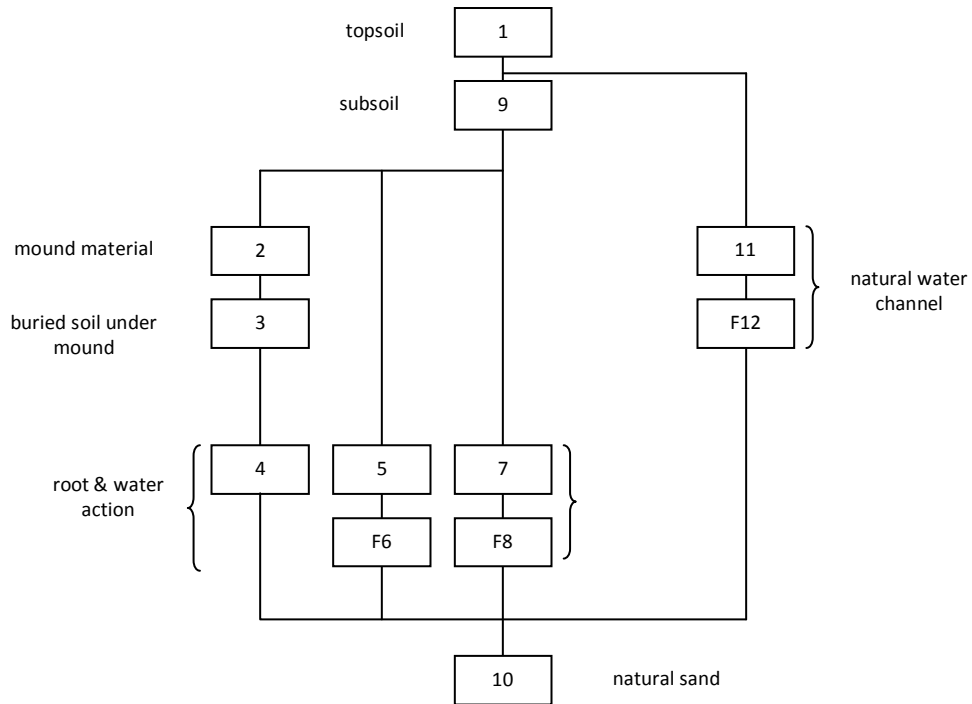 topsoil
1
subsoil
9
mound material
2
11
natural water
channel
buried soil under
mound
3
F12
root & water
action
4
5
7
F6
F8
10
natural sand